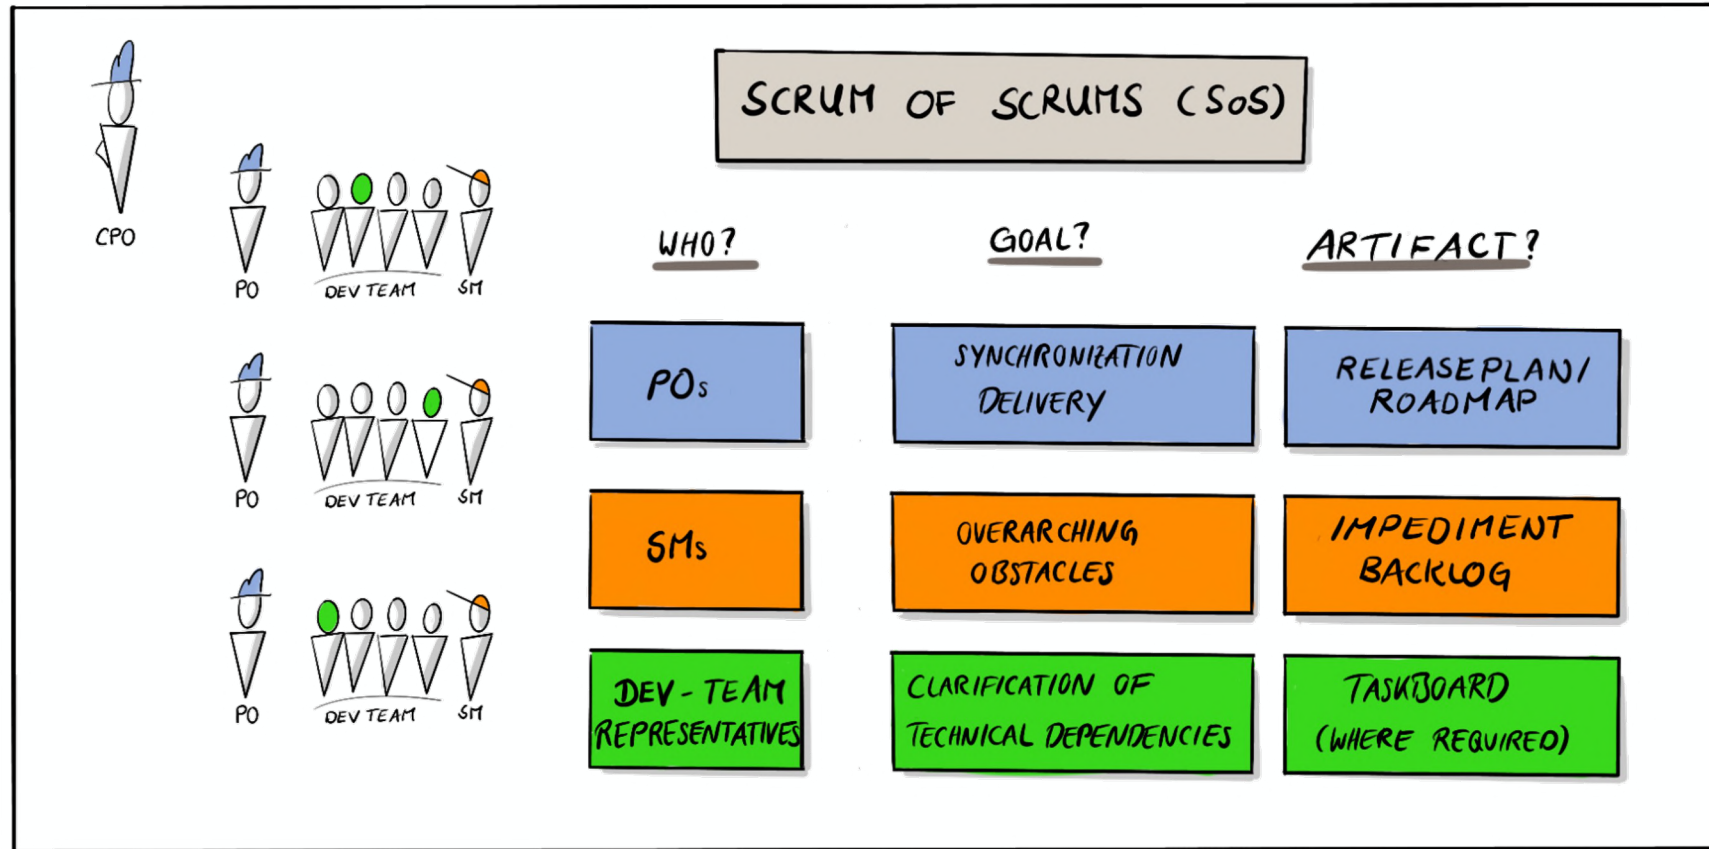 SCRUM OF SCRUMS (SoS)
CPO
PO
DEV TEAM
SM
PO
DEV TEAM
SM
PO
DEV TEAM
SM
WHO?
GOAL?
ARTIFACT?
POs
SYNCHRONIZATION
DELIVERY
RELEASEPLAN/
ROADMAP
SMs
OVERARCHING
OBSTACLES
IMPEDIMENT
BACKLOG
DEV-TEAM
REPRESENTATIVES
CLARIFICATION OF
TECHNICAL DEPENDENCIES
TASKBOARD
(WHERE REQUIRED)